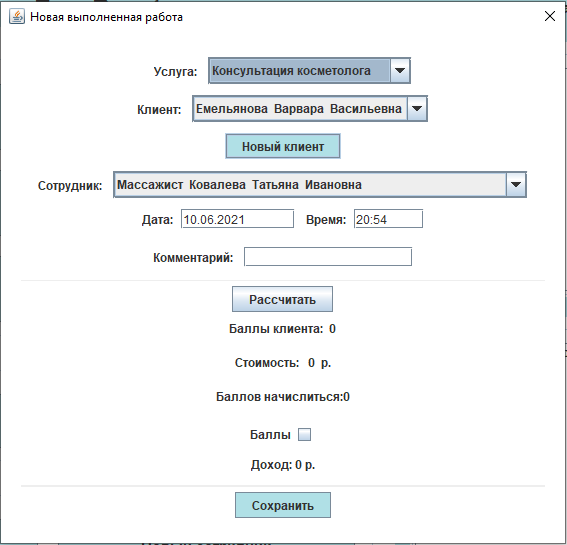 Новая выполненная работа
Услуга: Консультация косметолога
Клиент: Емельянова Варвара Васильевна
Новый клиент
Сотрудник: Массажист Ковалева Татьяна Ивановна
Дата: 10.06.2021 Время: 20:54
Комментарий:
Рассчитать
Баллы клиента: 0
Стоимость: 0 р.
Баллов начислиться:0
Баллы
Доход: 0 р.
Сохранить